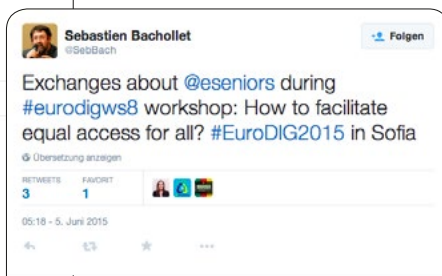 Sebastien Bachollet
@SebBach
Folgen
Exchanges about @eseniors during
#eurodigws8 workshop: How to facilitate
equal access for all? #EuroDIG2015 in Sofia
Übersetzung anzeigen
RETWEETS FAVORIT
3 1
05:18 - 5. Juni 2015